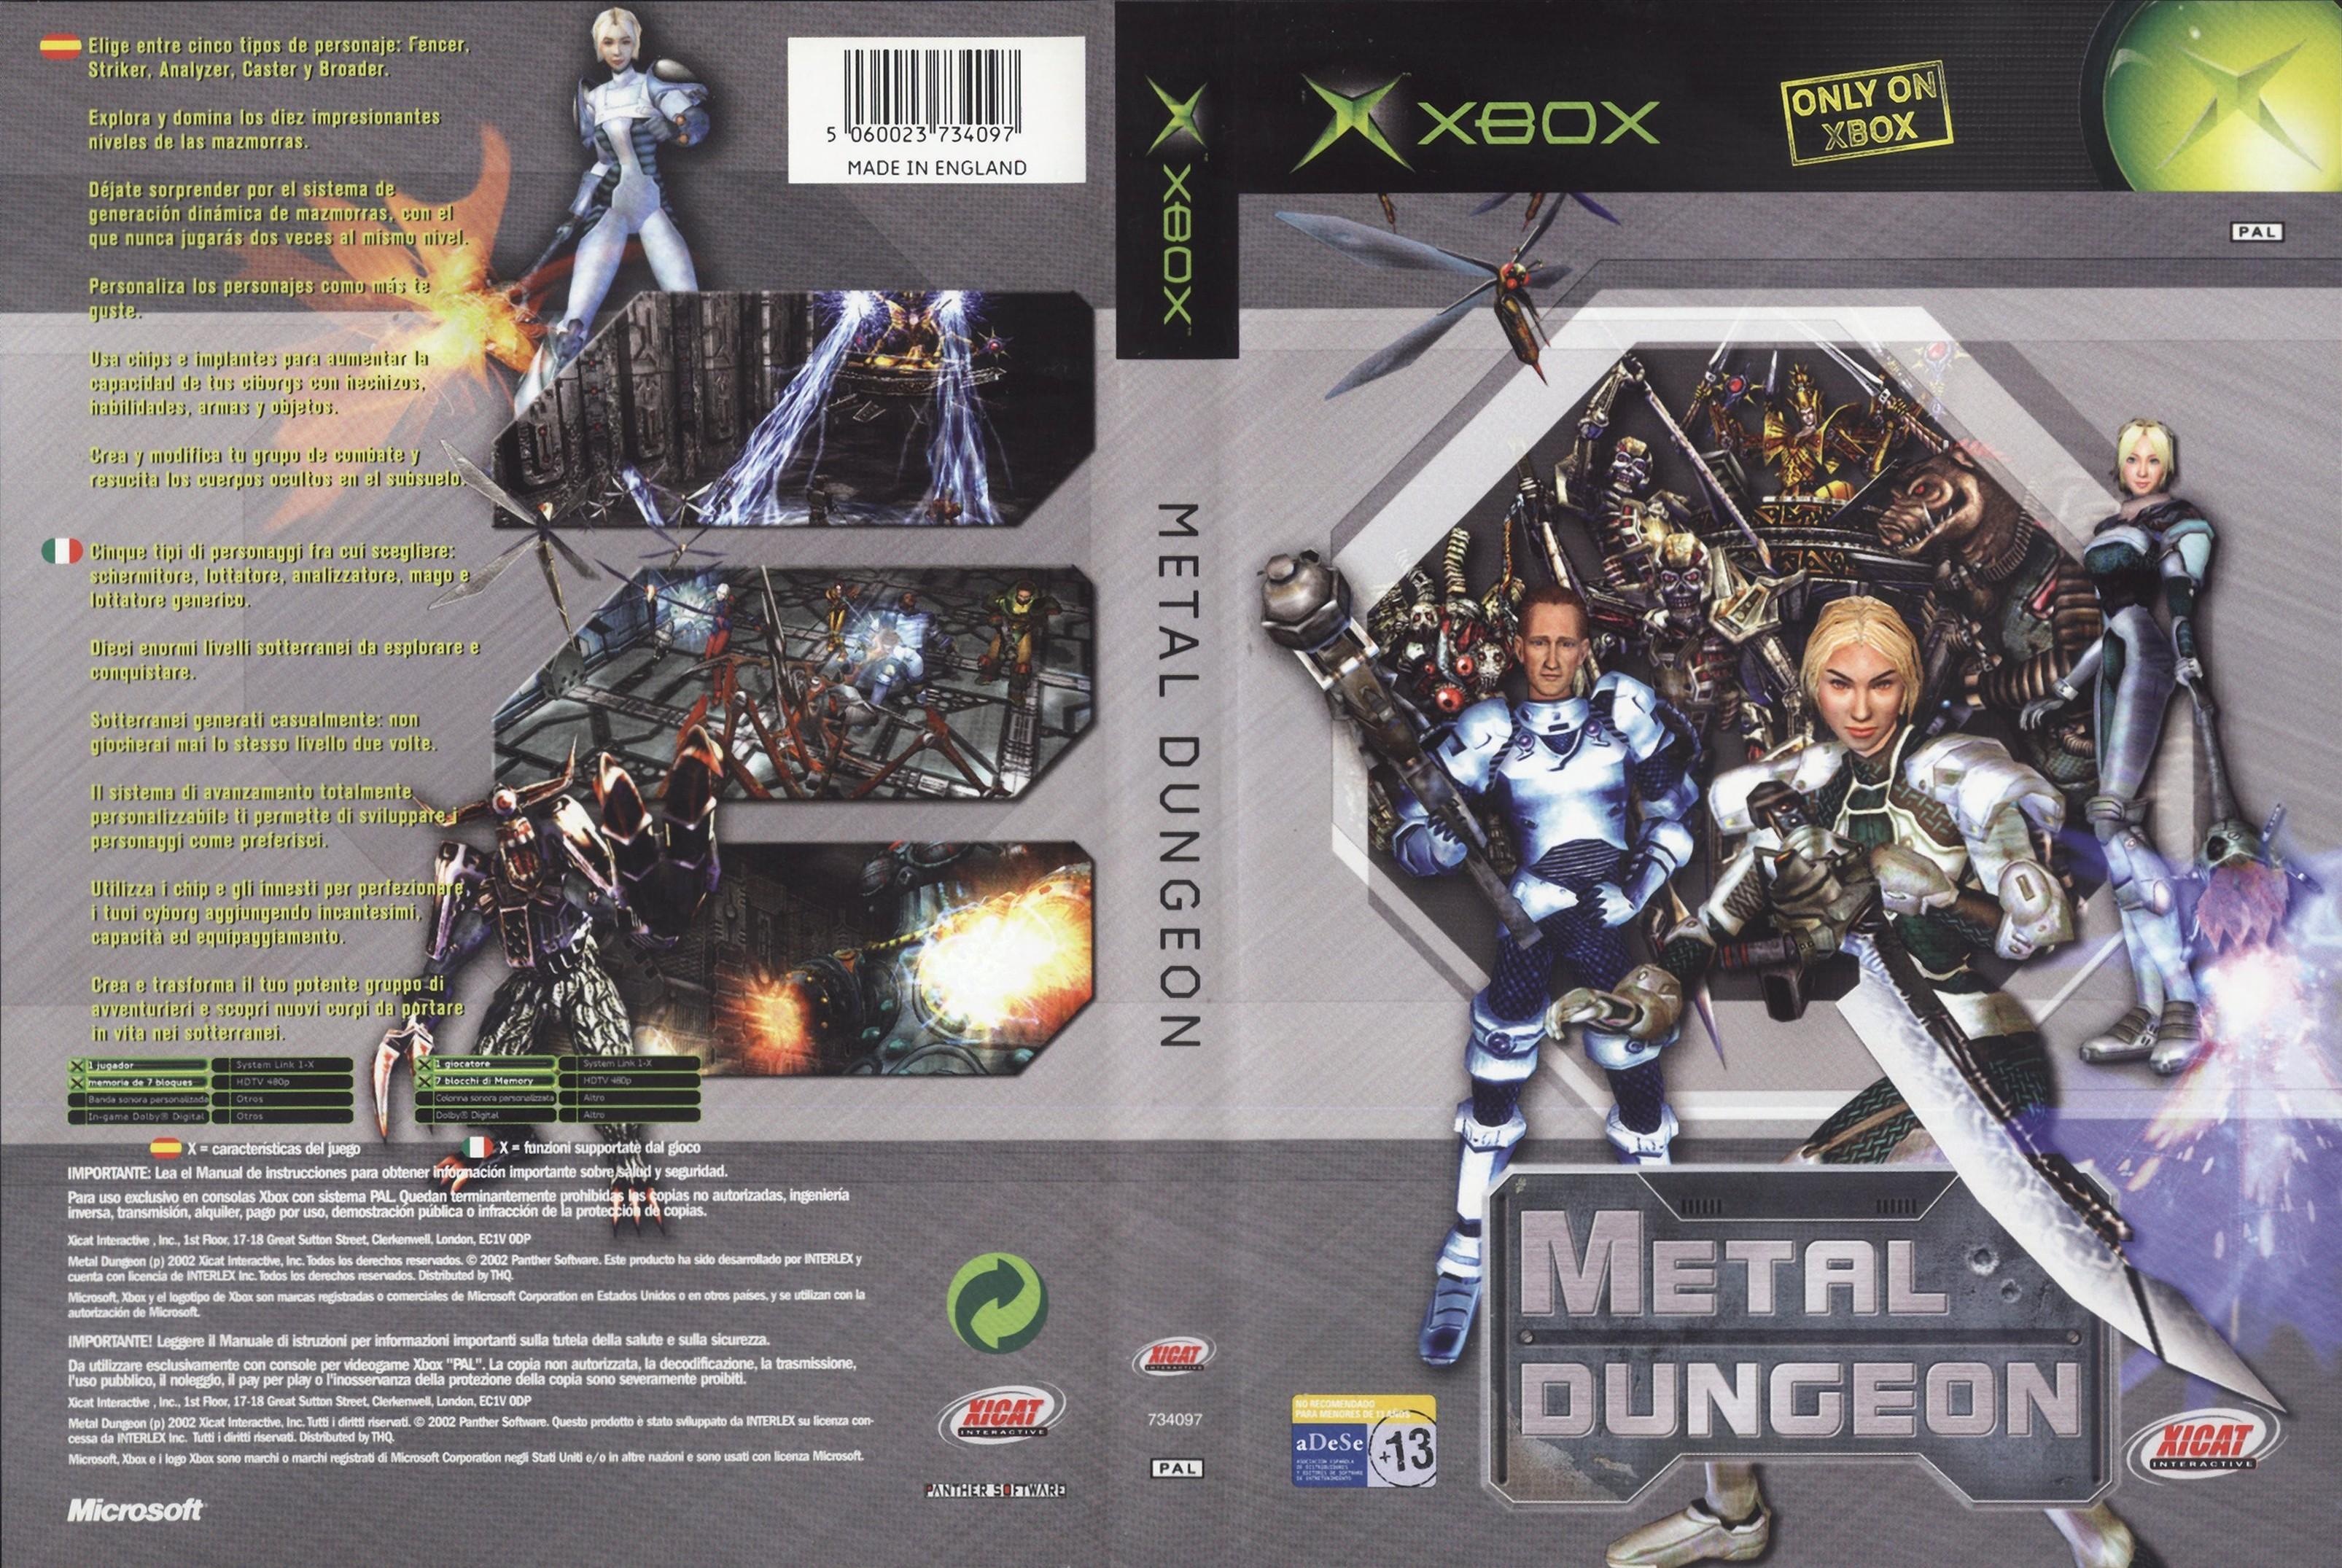 Elige entre cinco tipos de personaje: Fencer,
Striker, Analyzer, Caster y Broader.
Explora y domina los diez impresionantes
niveles de las mazmorras.
Déjate sorprender por el sistema de
generación dinámica de mazmorras, con el
que nunca jugarás dos veces al mismo nivel.
Personaliza los personajes como más te
guste.
Usa chips e implantes para aumentar la
capacidad de tus ciborgs con hechizos,
habilidades, armas y objetos.
Crea y modifica tu grupo de combate y
resucita los cuerpos ocultos en el subsuelo.
Cinque tipi di personaggi fra cui scegliere:
schermitore, lottatore, analizzatore, mago e
lottatore generico.
Dieci enormi livelli sotterranei da esplorare e
conquistare.
Sotterranei generati casualmente: non
giocherai mai lo stesso livello due volte.
Il sistema di avanzamento totalmente
personalizzabile ti permette di sviluppare i
personaggi come preferisci.
Utilizza i chip e gli innesti per perfezionare,
i tuoi cyborg aggiungendo incantesimi,
capacità ed equipaggiamento.
Crea e trasforma il tuo potente gruppo di
avventurieri e scopri nuovi corpi da portare
in vita nei sotterranei.
X 1 jugador System Link 1-X
X memoria de 7 bloques HDTV 480p
Banda sonora personalizada Otros
In-game Dolby® Digital Otros
X 1 giocatore System Link 1-X
X 7 blocchi di Memory HDTV 480p
Colonna sonora personalizzata Altro
Dolby® Digital Altro
X = características del juego
X = funzioni supportate dal gioco
IMPORTANTE: Lea el Manual de instrucciones para obtener información importante sobre salud y seguridad.
Para uso exclusivo en consolas Xbox con sistema PAL. Quedan terminantemente prohibidas las copias no autorizadas, ingeniería
inversa, transmisión, alquiler, pago por uso, demostración pública o infracción de la protección de copias.
Xicat Interactive , Inc., 1st Floor, 17-18 Great Sutton Street, Clerkenwell, London, EC1V 0DP
Metal Dungeon (p) 2002 Xicat Interactive, Inc. Todos los derechos reservados. © 2002 Panther Software. Este producto ha sido desarrollado por INTERLEX y
cuenta con licencia de INTERLEX Inc. Todos los derechos reservados. Distributed by THQ.
Microsoft, Xbox y el logotipo de Xbox son marcas registradas o comerciales de Microsoft Corporation en Estados Unidos o en otros países, y se utilizan con la
autorización de Microsoft.
IMPORTANTE! Leggere il Manuale di istruzioni per informazioni importanti sulla tutela della salute e sulla sicurezza.
Da utilizzare esclusivamente con console per videogame Xbox "PAL". La copia non autorizzata, la decodificazione, la trasmissione,
l'uso pubblico, il noleggio, il pay per play o l'inosservanza della protezione della copia sono severamente proibiti.
Xicat Interactive , Inc., 1st Floor, 17-18 Great Sutton Street, Clerkenwell, London, EC1V 0DP
Metal Dungeon (p) 2002 Xicat Interactive, Inc. Tutti i diritti riservati. © 2002 Panther Software. Questo prodotto è stato sviluppato da INTERLEX su licenza con-
cessa da INTERLEX Inc. Tutti i diritti riservati. Distributed by THQ.
Microsoft, Xbox e i logo Xbox sono marchi o marchi registrati di Microsoft Corporation negli Stati Uniti e/o in altre nazioni e sono usati con licenza Microsoft.
Microsoft
5 060023 734097
MADE IN ENGLAND
XICAT
INTERACTIVE
PANTHER SOFTWARE
XBOX™
METAL DUNGEON
XICAT
INTERACTIVE
734097
PAL
XBOX
ONLY ON
XBOX
PAL
METAL
DUNGEON
NO RECOMENDADO
PARA MENORES DE 13 AÑOS
aDeSe
+13
ASOCIACIÓN ESPAÑOLA
DE DISTRIBUIDORES
Y EDITORES DE SOFTWARE
DE ENTRETENIMIENTO
XICAT
INTERACTIVE